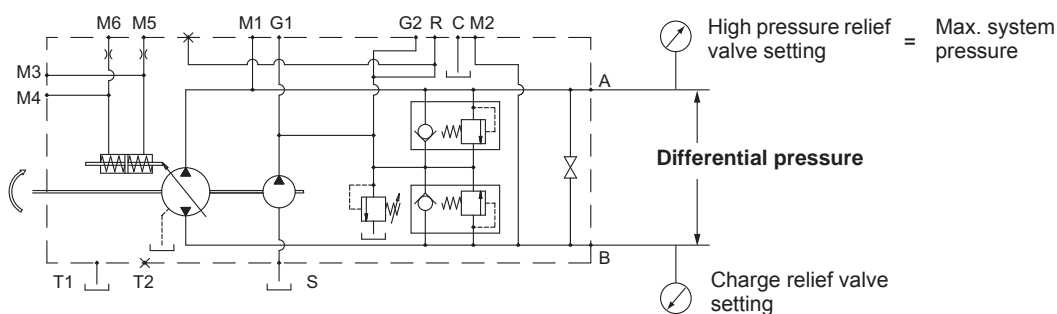 M6 M5 M1 G1 G2 R C M2
High pressure relief valve setting = Max. system pressure
M3
M4
A
Differential pressure
B
T1 T2 S
Charge relief valve setting